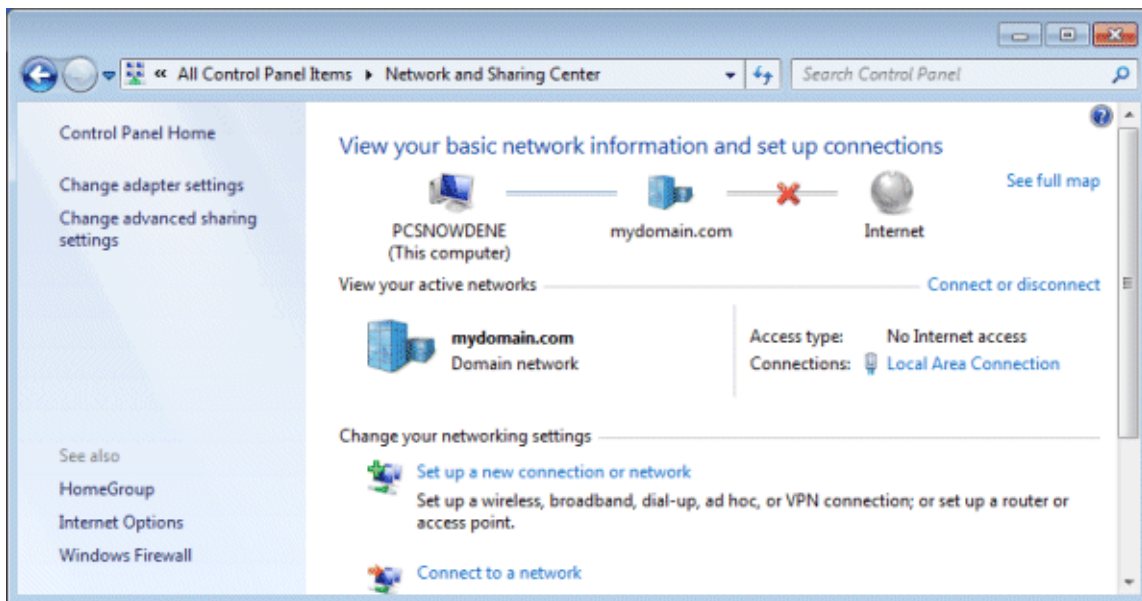 « All Control Panel Items ▸ Network and Sharing Center
Search Control Panel
Control Panel Home
Change adapter settings
Change advanced sharing
settings
See also
HomeGroup
Internet Options
Windows Firewall
View your basic network information and set up connections
See full map
PCSNOWDENE
(This computer)
mydomain.com
Internet
View your active networks
Connect or disconnect
mydomain.com
Domain network
Access type: No Internet access
Connections: Local Area Connection
Change your networking settings
Set up a new connection or network
Set up a wireless, broadband, dial-up, ad hoc, or VPN connection; or set up a router or
access point.
Connect to a network